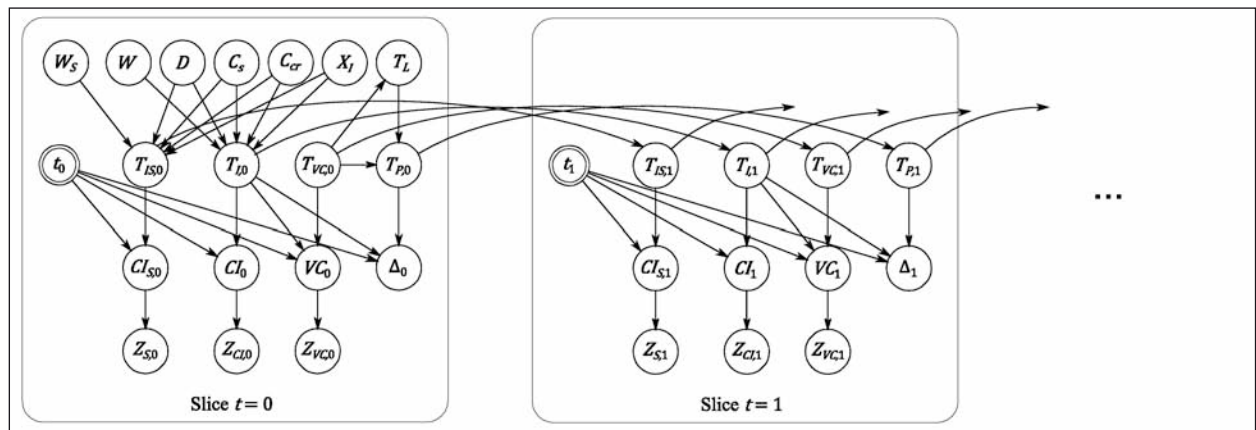 W_S W D C_s C_cr X_I T_L
t_0 T_IS,0 T_I,0 T_VC,0 T_P,0 t_1 T_IS,1 T_I,1 T_VC,1 T_P,1
...
CI_S,0 CI_0 VC_0 Δ_0 CI_S,1 CI_1 VC_1 Δ_1
Z_S,0 Z_CI,0 Z_VC,0 Z_S,1 Z_CI,1 Z_VC,1
Slice t = 0 Slice t = 1